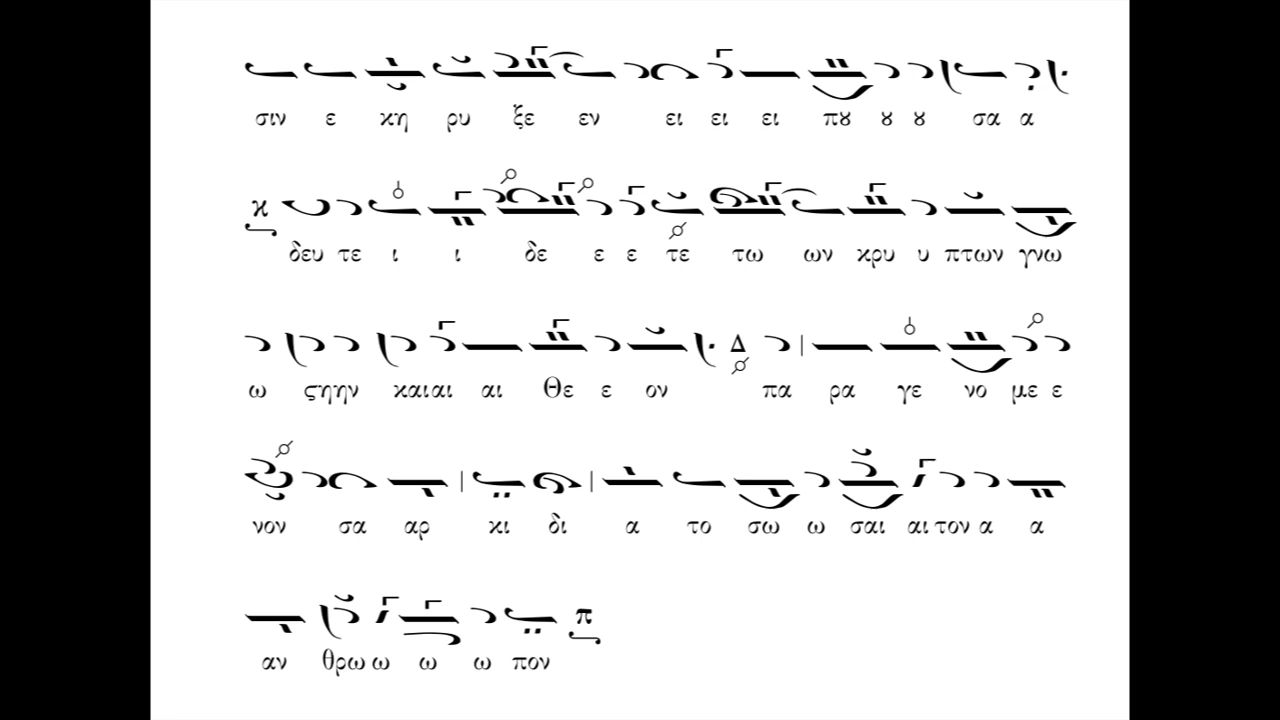 σιν ε κη ρυ ξε εν ει ει ει πȣ ȣ ȣ σα α
ϰ δευ τε ι ι δε ε ε τε τω ων κρυ υ πτων γνω
ω ςηην καιαι αι Θε ε ον Δ πα ρα γε νο με ε
νον σα αρ κι δι α το σω ω σαι αι τον α α
αν θρω ω ω ω πον π